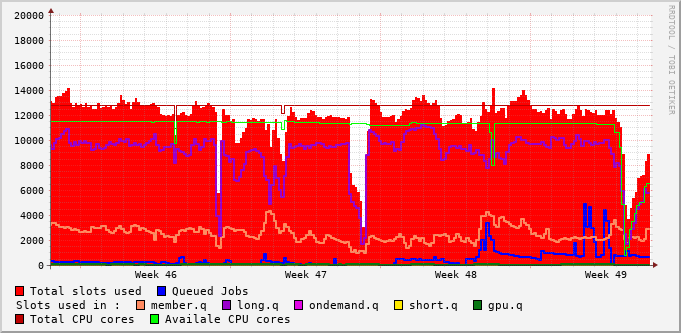 20000
18000
16000
14000
12000
10000
8000
6000
4000
2000
0
Week 46 Week 47 Week 48 Week 49
RRDTOOL / TOBI OETIKER
Total slots used Queued Jobs
Slots used in : member.q long.q ondemand.q short.q gpu.q
Total CPU cores Availale CPU cores